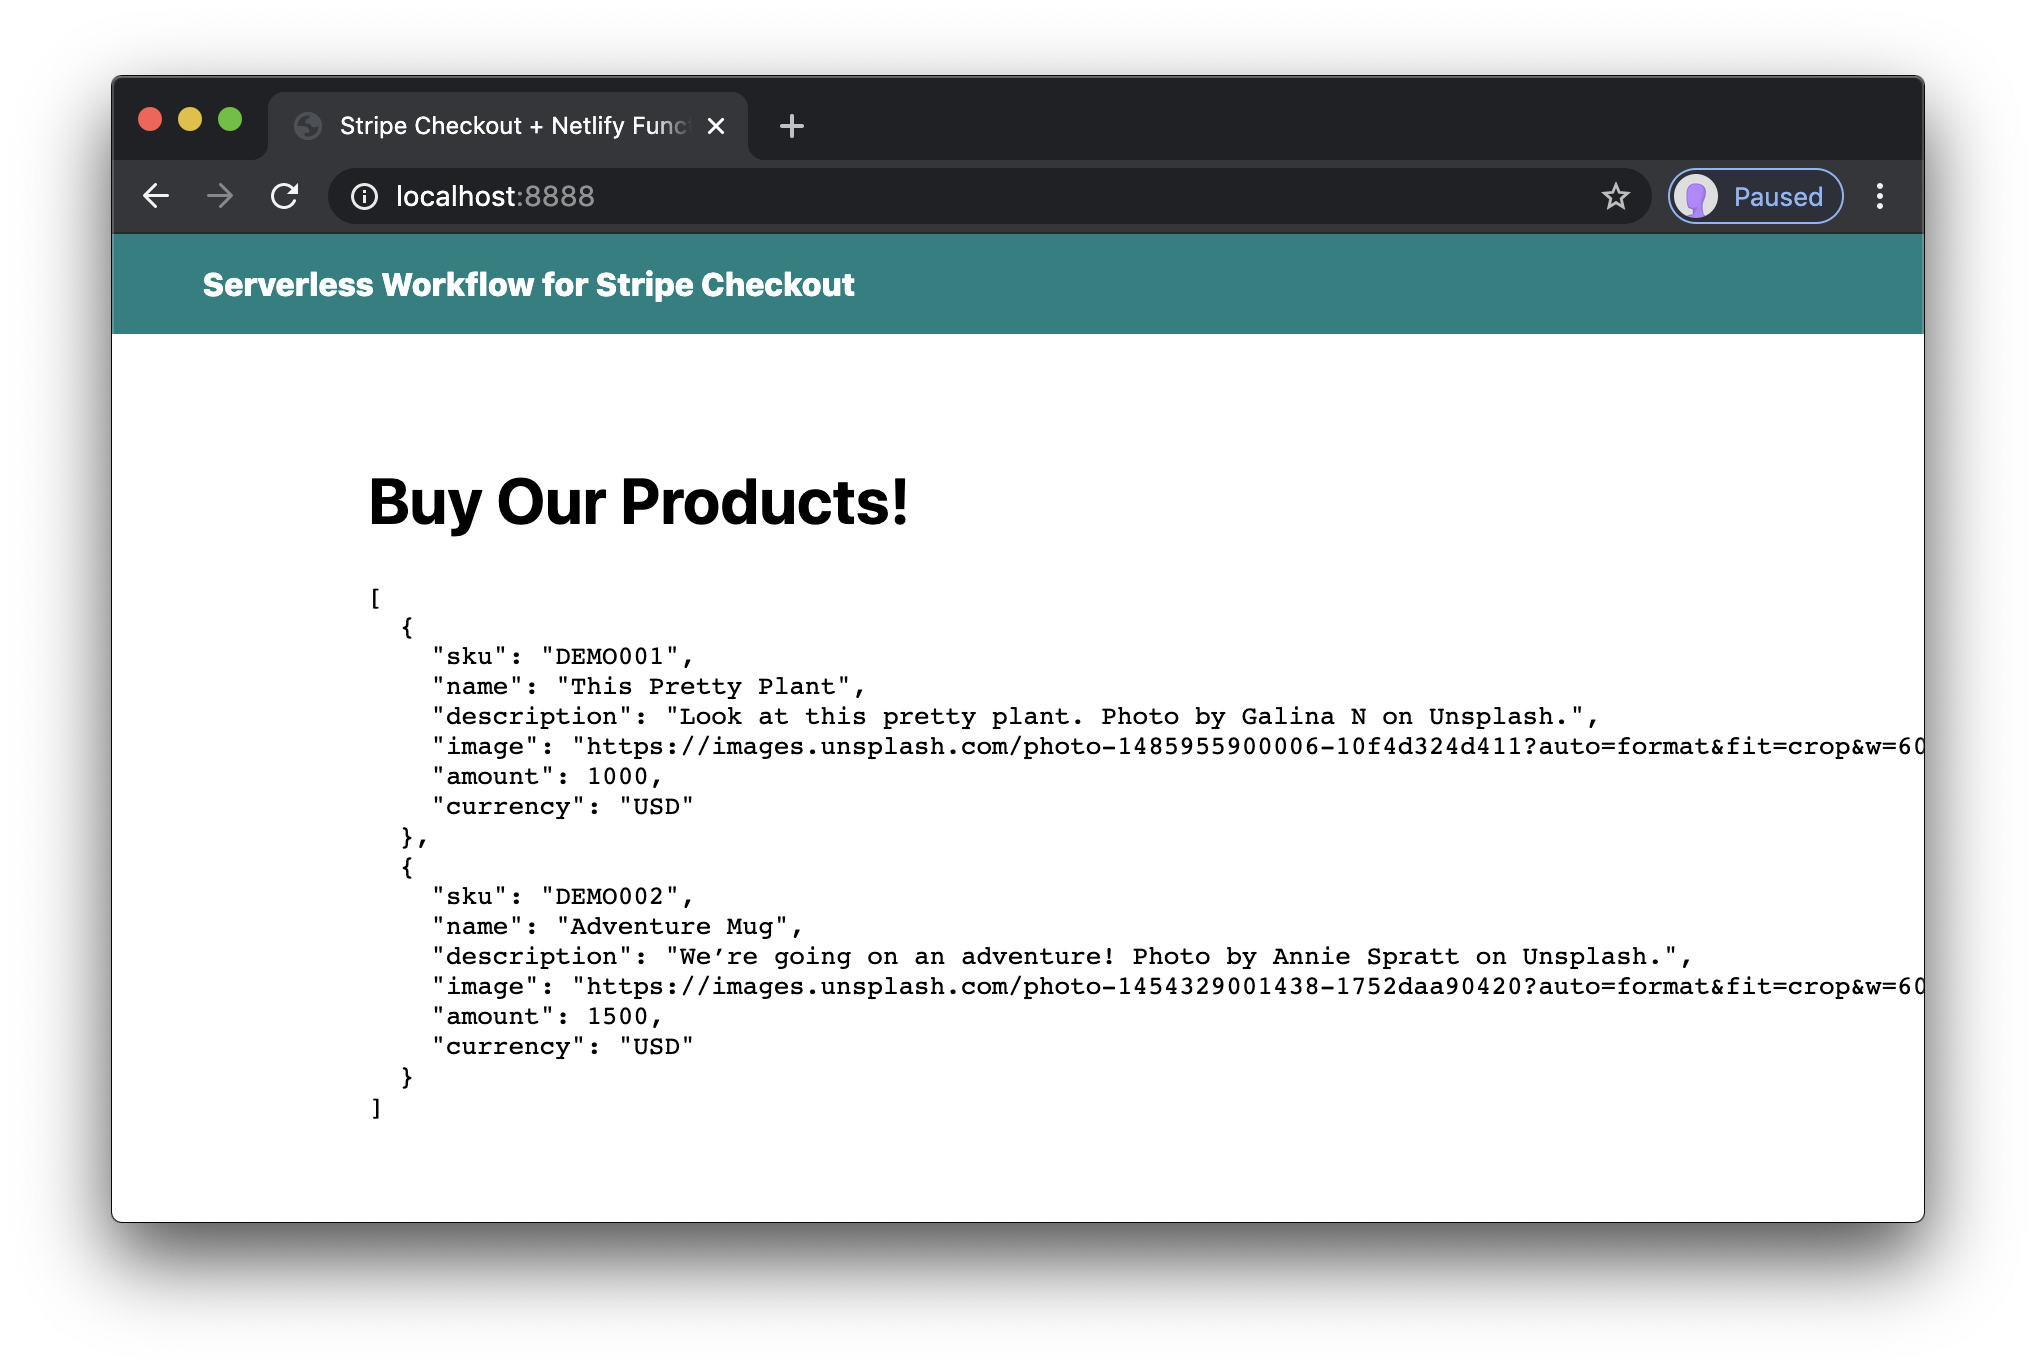 Stripe Checkout + Netlify Func
localhost:8888
Paused
Serverless Workflow for Stripe Checkout
Buy Our Products!
[
  {
    "sku": "DEMO001",
    "name": "This Pretty Plant",
    "description": "Look at this pretty plant. Photo by Galina N on Unsplash.",
    "image": "https://images.unsplash.com/photo-1485955900006-10f4d324d411?auto=format&fit=crop&w=60
    "amount": 1000,
    "currency": "USD"
  },
  {
    "sku": "DEMO002",
    "name": "Adventure Mug",
    "description": "We’re going on an adventure! Photo by Annie Spratt on Unsplash.",
    "image": "https://images.unsplash.com/photo-1454329001438-1752daa90420?auto=format&fit=crop&w=60
    "amount": 1500,
    "currency": "USD"
  }
]